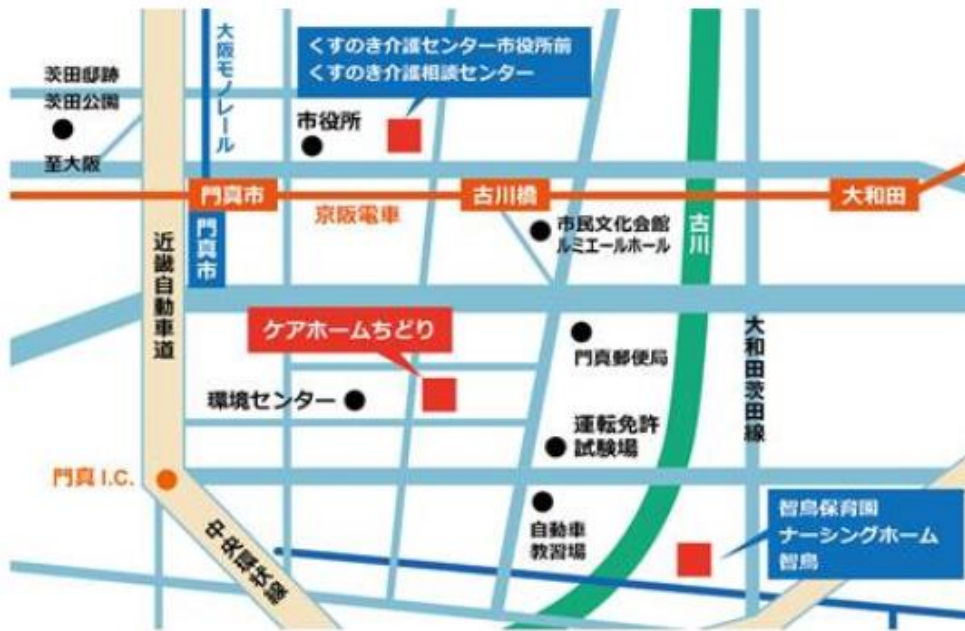 大阪モノレール
くすのき介護センター市役所前
くすのき介護相談センター
茨田邸跡
茨田公園
至大阪
市役所
門真市
京阪電車
古川橋
大和田
門真市
市民文化会館
ルミエールホール
古川
近畿自動車道
ケアホームちどり
門真郵便局
大和田茨田線
環境センター
運転免許
試験場
門真I.C.
自動車
教習場
智鳥保育園
ナーシングホーム
智鳥
中央環状線